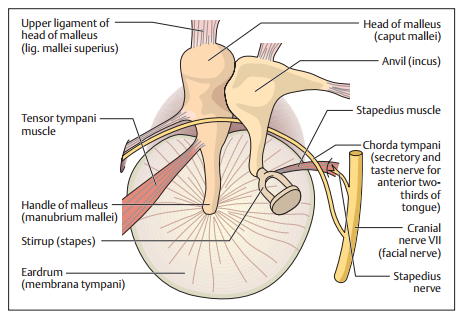 Upper ligament of
head of malleus
(lig. mallei superius)
Tensor tympani
muscle
Handle of malleus
(manubrium mallei)
Stirrup (stapes)
Eardrum
(membrana tympani)
Head of malleus
(caput mallei)
Anvil (incus)
Stapedius muscle
Chorda tympani
(secretory and
taste nerve for
anterior two-
thirds of
tongue)
Cranial
nerve VII
(facial nerve)
Stapedius
nerve